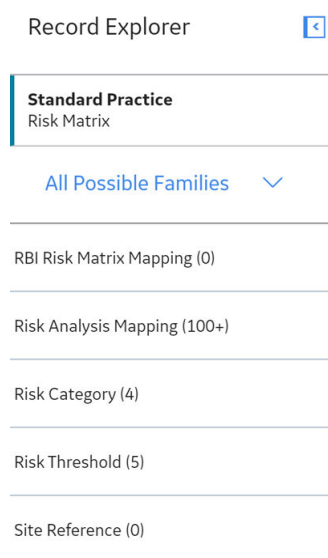 Record Explorer
Standard Practice
Risk Matrix
All Possible Families
RBI Risk Matrix Mapping (0)
Risk Analysis Mapping (100+)
Risk Category (4)
Risk Threshold (5)
Site Reference (0)